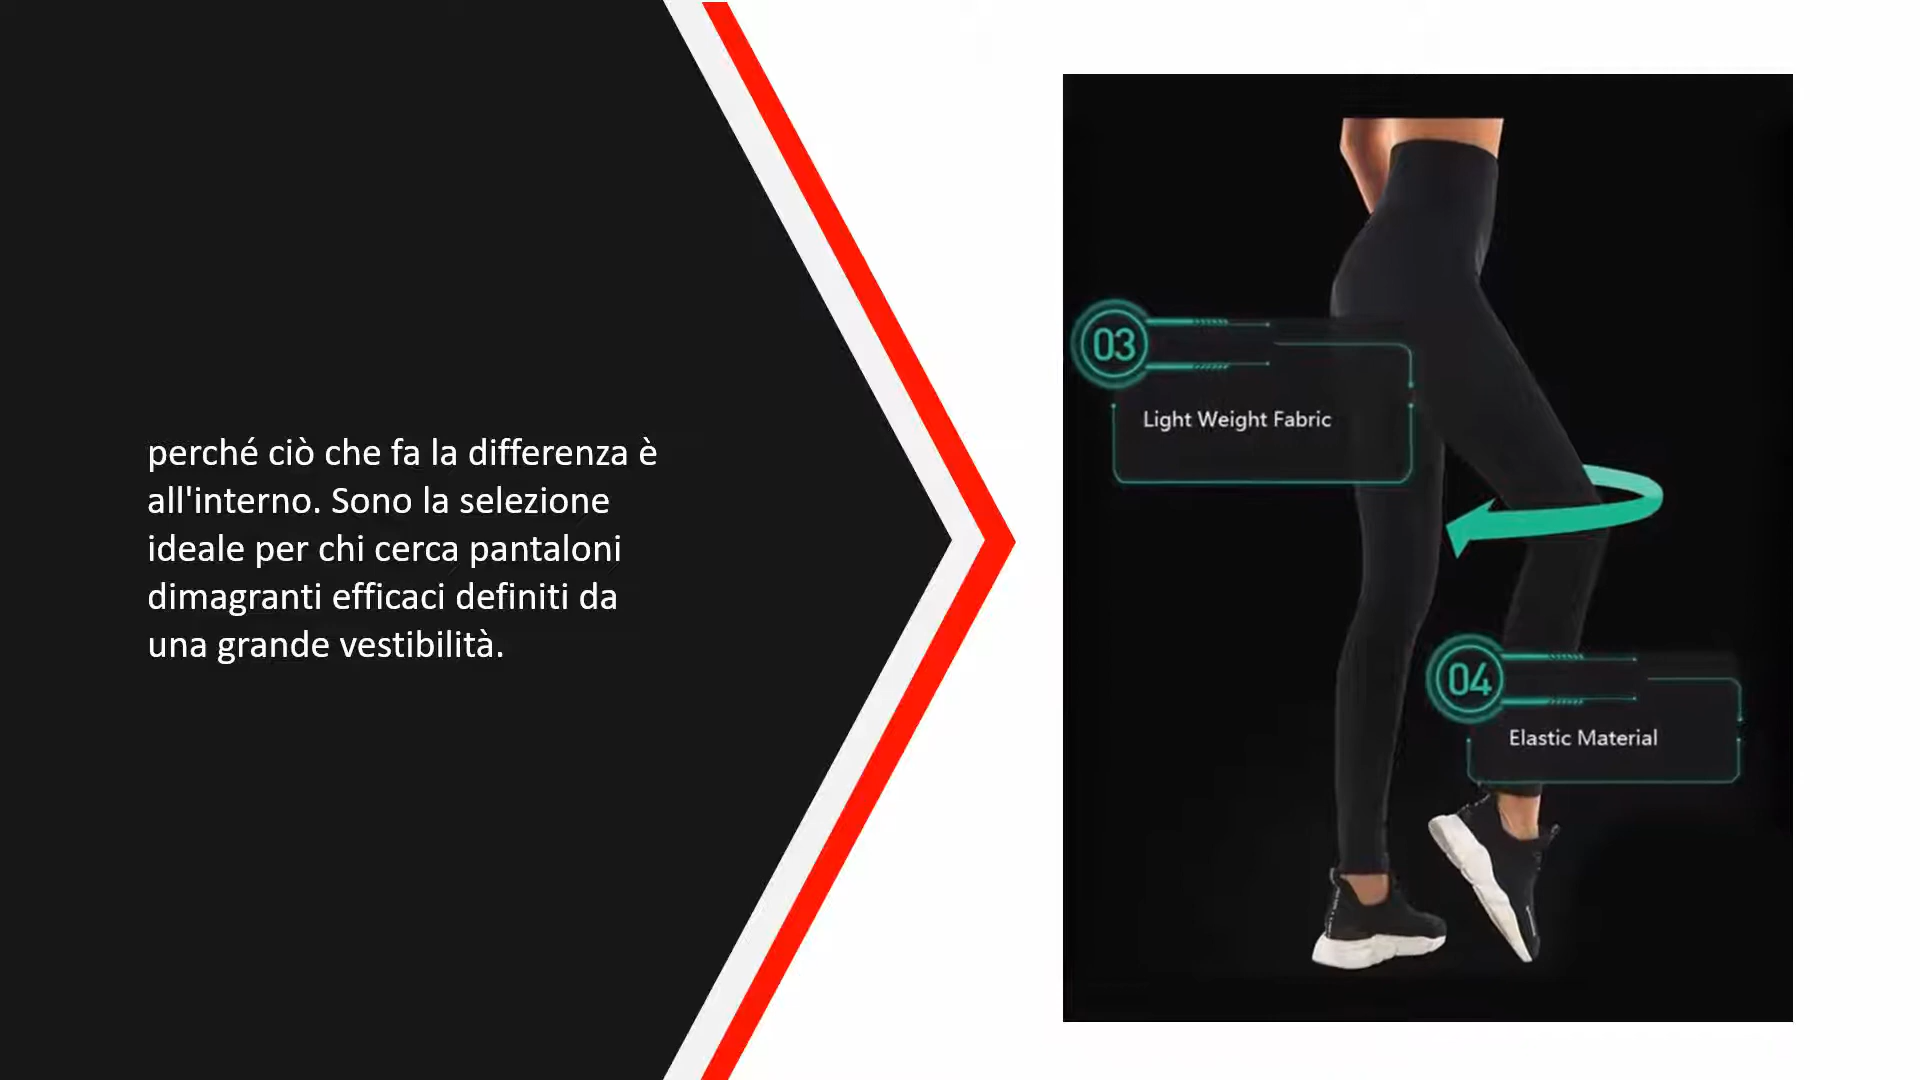 perché ciò che fa la differenza è
all'interno. Sono la selezione
ideale per chi cerca pantaloni
dimagranti efficaci definiti da
una grande vestibilità.
03
Light Weight Fabric
04
Elastic Material